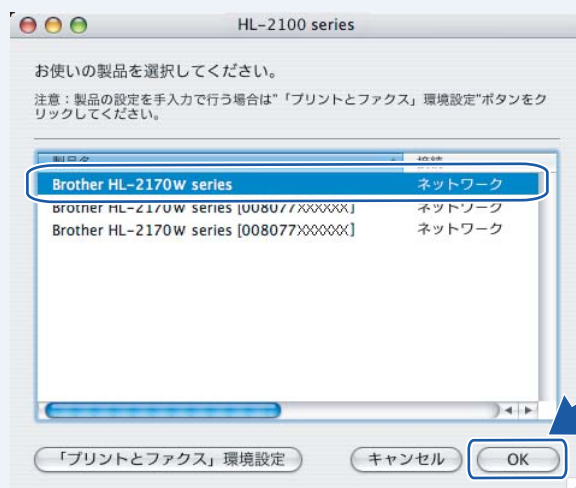 HL-2100 series
お使いの製品を選択してください。
注意：製品の設定を手入力で行う場合は"「プリントとファクス」環境設定"ボタンをク
リックしてください。
製品名 接続
Brother HL-2170W series ネットワーク
Brother HL-2170W series [008077XXXXXX] ネットワーク
Brother HL-2170W series [008077XXXXXX] ネットワーク
「プリントとファクス」環境設定 キャンセル OK